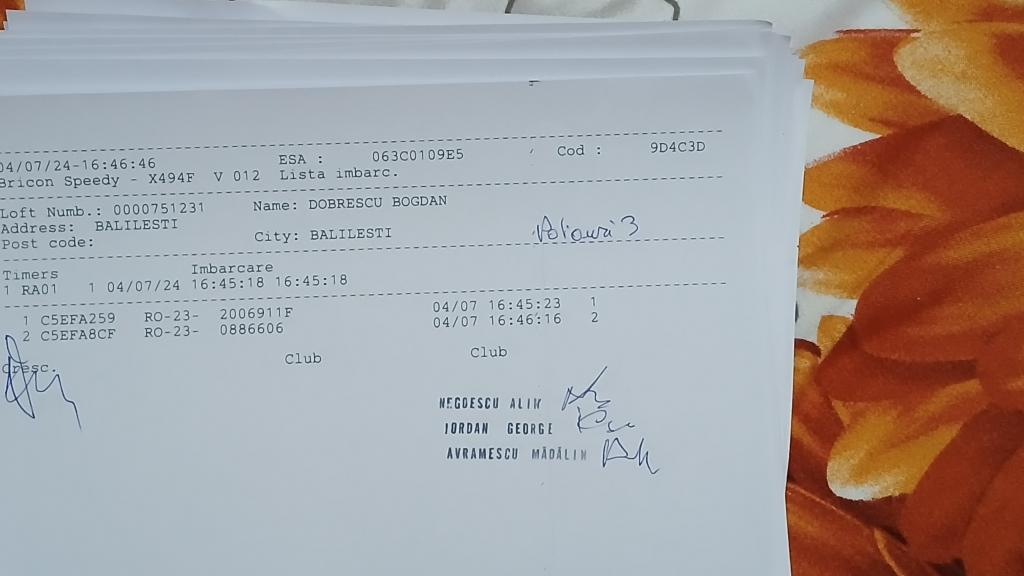 04/07/24-16:46:46 ESA : 063C0109E5 Cod : 9D4C3D
Bricon Speedy - X494F V 012 Lista imbarc.
Loft Numb.: 0000751231 Name: DOBRESCU BOGDAN
Address: BALILESTI
Post code: City: BALILESTI
Timers Imbarcare
1 RA01 1 04/07/24 16:45:18 16:45:18
1 C5EFA259 RO-23- 2006911F 04/07 16:45:23 1
2 C5EFA8CF RO-23- 0886606 04/07 16:46:16 2
Cresc. Club Club
NEGOESCU ALIN
IORDAN GEORGE
AVRAMESCU MĂDĂLIN